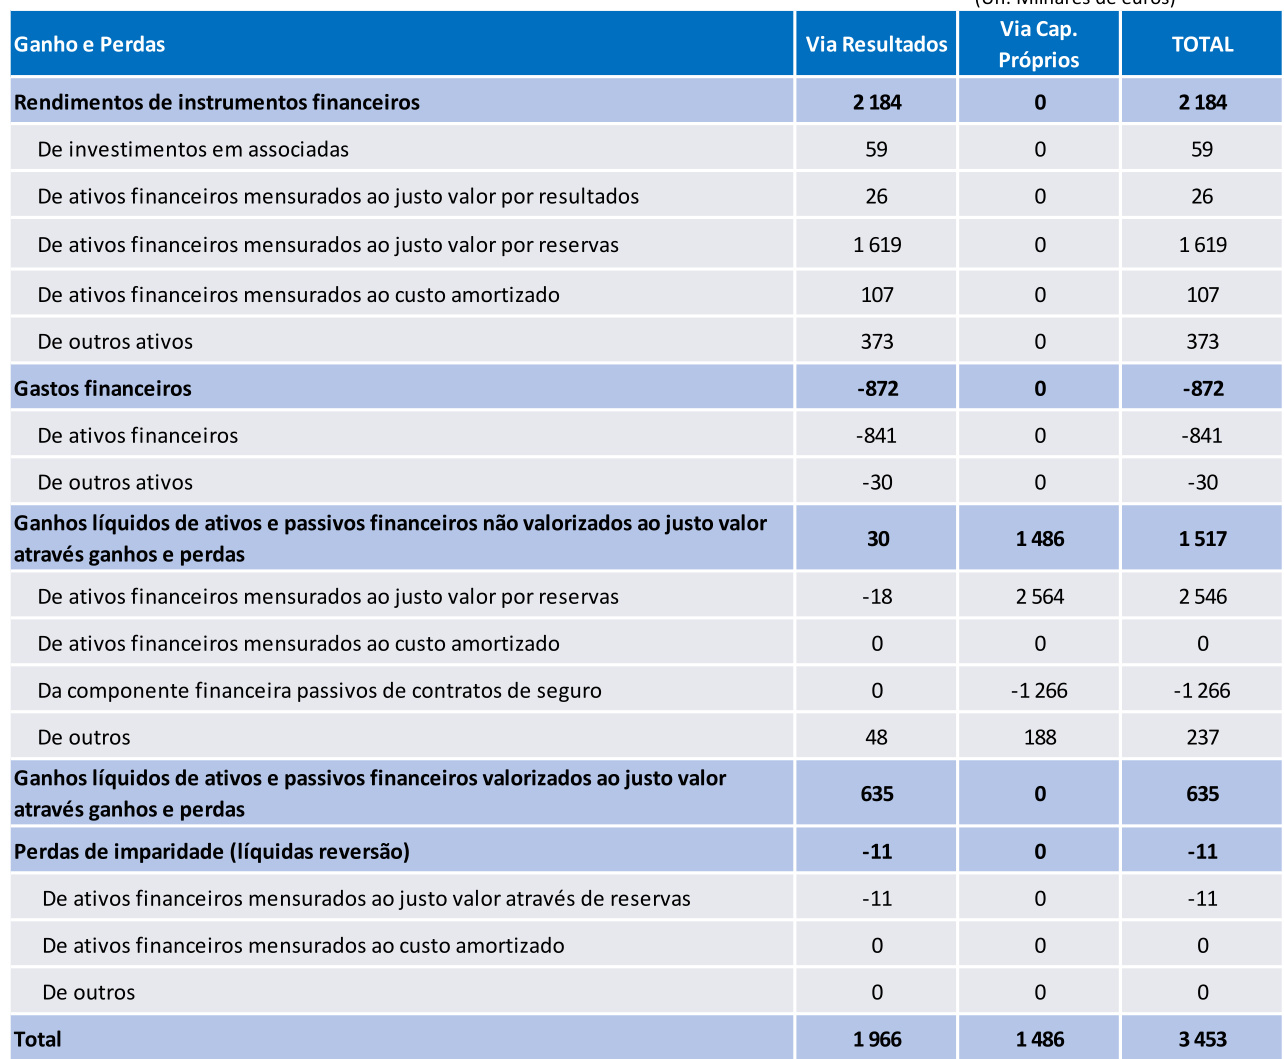 (Un: Milhares de euros)
Ganho e Perdas Via Resultados Via Cap. Próprios TOTAL
Rendimentos de instrumentos financeiros 2 184 0 2 184
De investimentos em associadas 59 0 59
De ativos financeiros mensurados ao justo valor por resultados 26 0 26
De ativos financeiros mensurados ao justo valor por reservas 1 619 0 1 619
De ativos financeiros mensurados ao custo amortizado 107 0 107
De outros ativos 373 0 373
Gastos financeiros -872 0 -872
De ativos financeiros -841 0 -841
De outros ativos -30 0 -30
Ganhos líquidos de ativos e passivos financeiros não valorizados ao justo valor
através ganhos e perdas 30 1 486 1 517
De ativos financeiros mensurados ao justo valor por reservas -18 2 564 2 546
De ativos financeiros mensurados ao custo amortizado 0 0 0
Da componente financeira passivos de contratos de seguro 0 -1 266 -1 266
De outros 48 188 237
Ganhos líquidos de ativos e passivos financeiros valorizados ao justo valor
através ganhos e perdas 635 0 635
Perdas de imparidade (líquidas reversão) -11 0 -11
De ativos financeiros mensurados ao justo valor através de reservas -11 0 -11
De ativos financeiros mensurados ao custo amortizado 0 0 0
De outros 0 0 0
Total 1 966 1 486 3 453